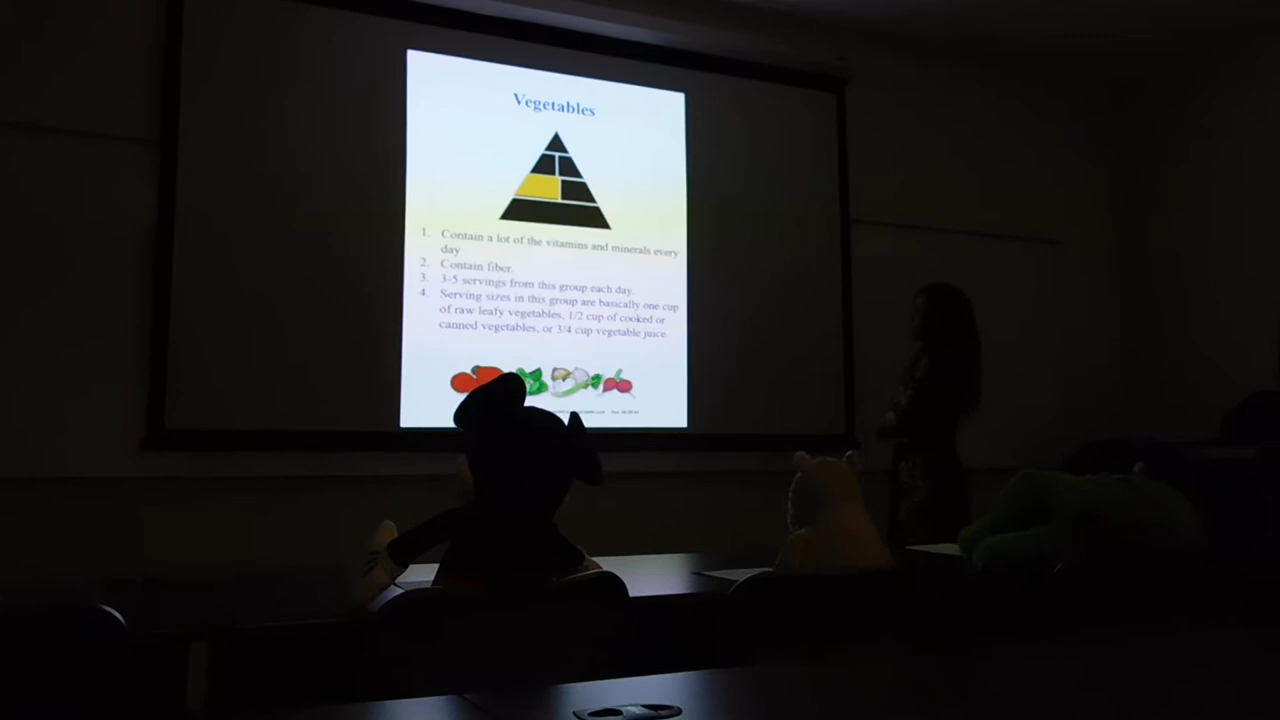 Vegetables
1. Contain a lot of the vitamins and minerals every
day
2. Contain fiber.
3. 3-5 servings from this group each day.
4. Serving sizes in this group are basically one cup
of raw leafy vegetables, 1/2 cup of cooked or
canned vegetables, or 3/4 cup vegetable juice.